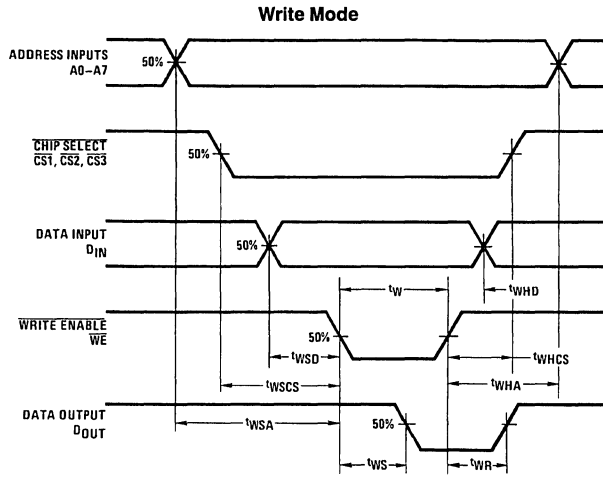 Write Mode
ADDRESS INPUTS
A0–A7
50%
CHIP SELECT
CS1, CS2, CS3
50%
DATA INPUT
DIN
50%
tW
tWHD
WRITE ENABLE
WE
50%
tWSD
tWHCS
tWSCS
tWHA
DATA OUTPUT
DOUT
tWSA
50%
tWS
tWR